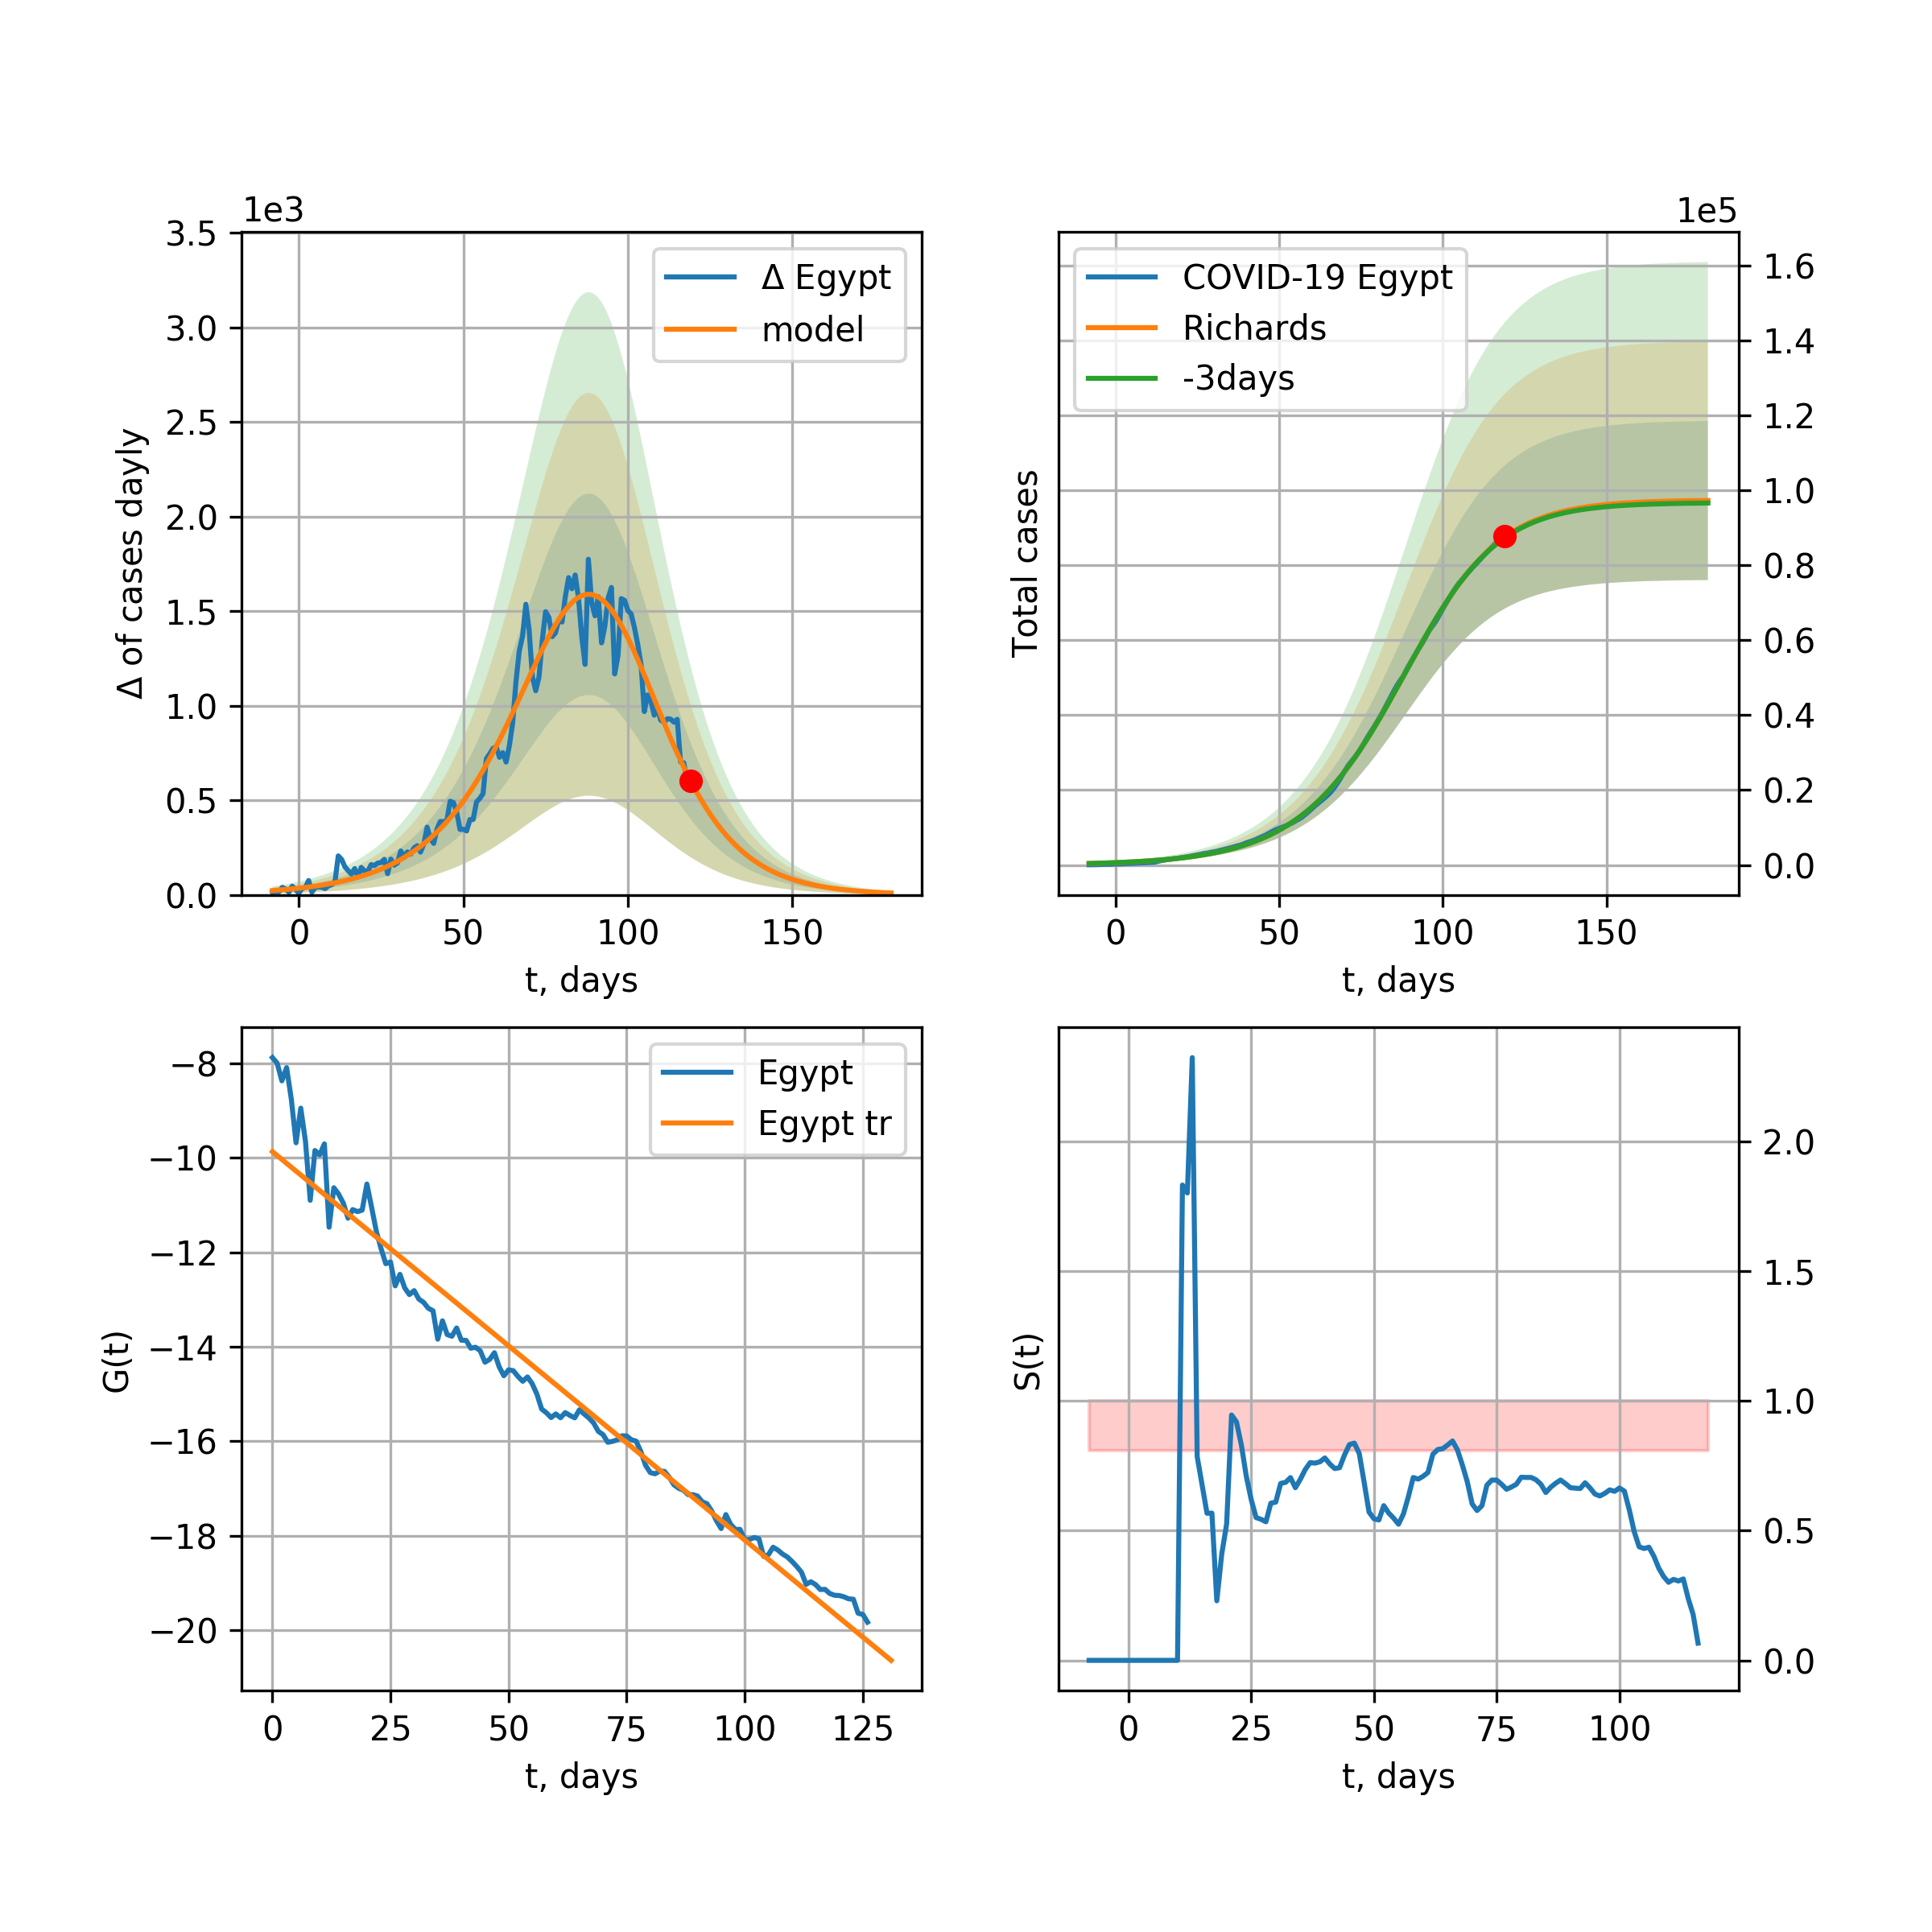 1e3
3.5
3.0
2.5
2.0
1.5
1.0
0.5
0.0
Δ of cases dayly
Δ Egypt
model
0 50 100 150
t, days
1e5
COVID-19 Egypt
Richards
-3days
Total cases
1.6
1.4
1.2
1.0
0.8
0.6
0.4
0.2
0.0
0 50 100 150
t, days
−8
−10
−12
−14
−16
−18
−20
G(t)
Egypt
Egypt tr
0 25 50 75 100 125
t, days
S(t)
2.0
1.5
1.0
0.5
0.0
0 25 50 75 100
t, days